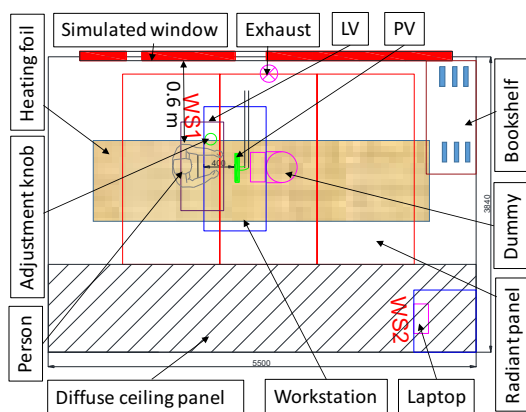 Simulated window
Exhaust
LV
PV
Heating foil
Adjustment knob
Person
0.6 m
WS1
400
Bookshelf
3840
Dummy
Radiant panel
WS2
5500
Diffuse ceiling panel
Workstation
Laptop